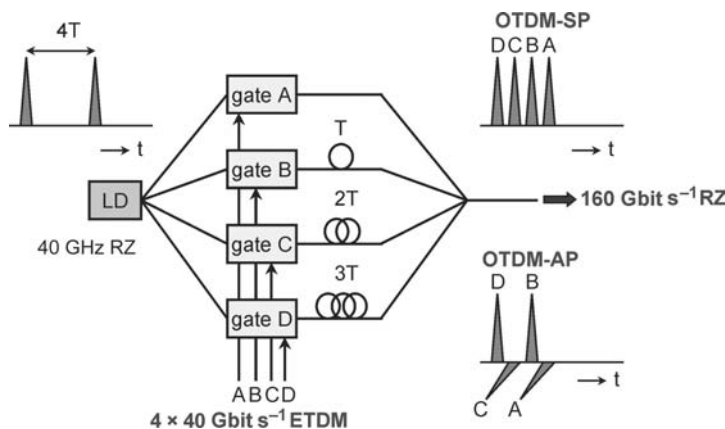 4T
t
LD
40 GHz RZ
gate A
gate B
gate C
gate D
T
2T
3T
A B C D
4 × 40 Gbit s⁻¹ ETDM
OTDM-SP
D C B A
t
160 Gbit s⁻¹ RZ
OTDM-AP
D B
t
C A